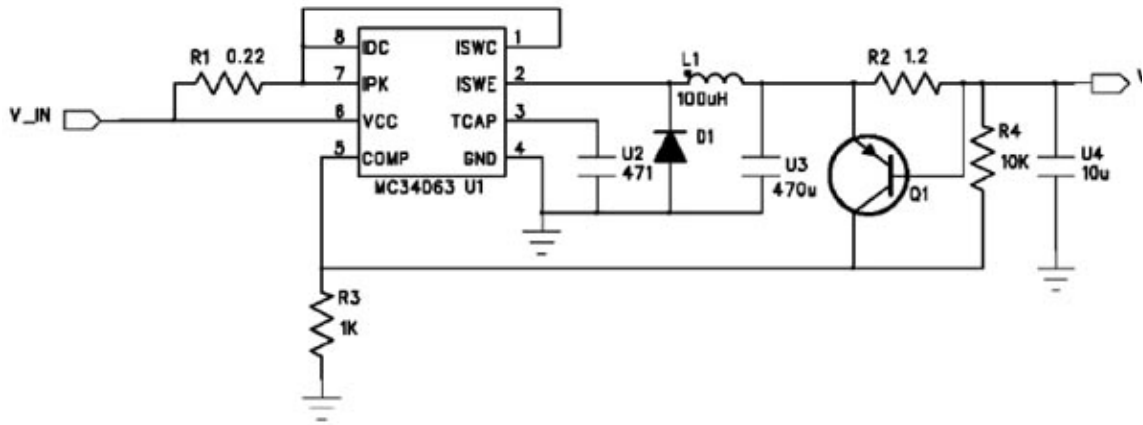 R1 0.22
V_IN
8 IDC ISWC 1
7 IPK ISWE 2
6 VCC TCAP 3
5 COMP GND 4
MC34063 U1
L1
100uH
R2 1.2
V
U2
471
D1
U3
470u
Q1
R4
10K
U4
10u
R3
1K